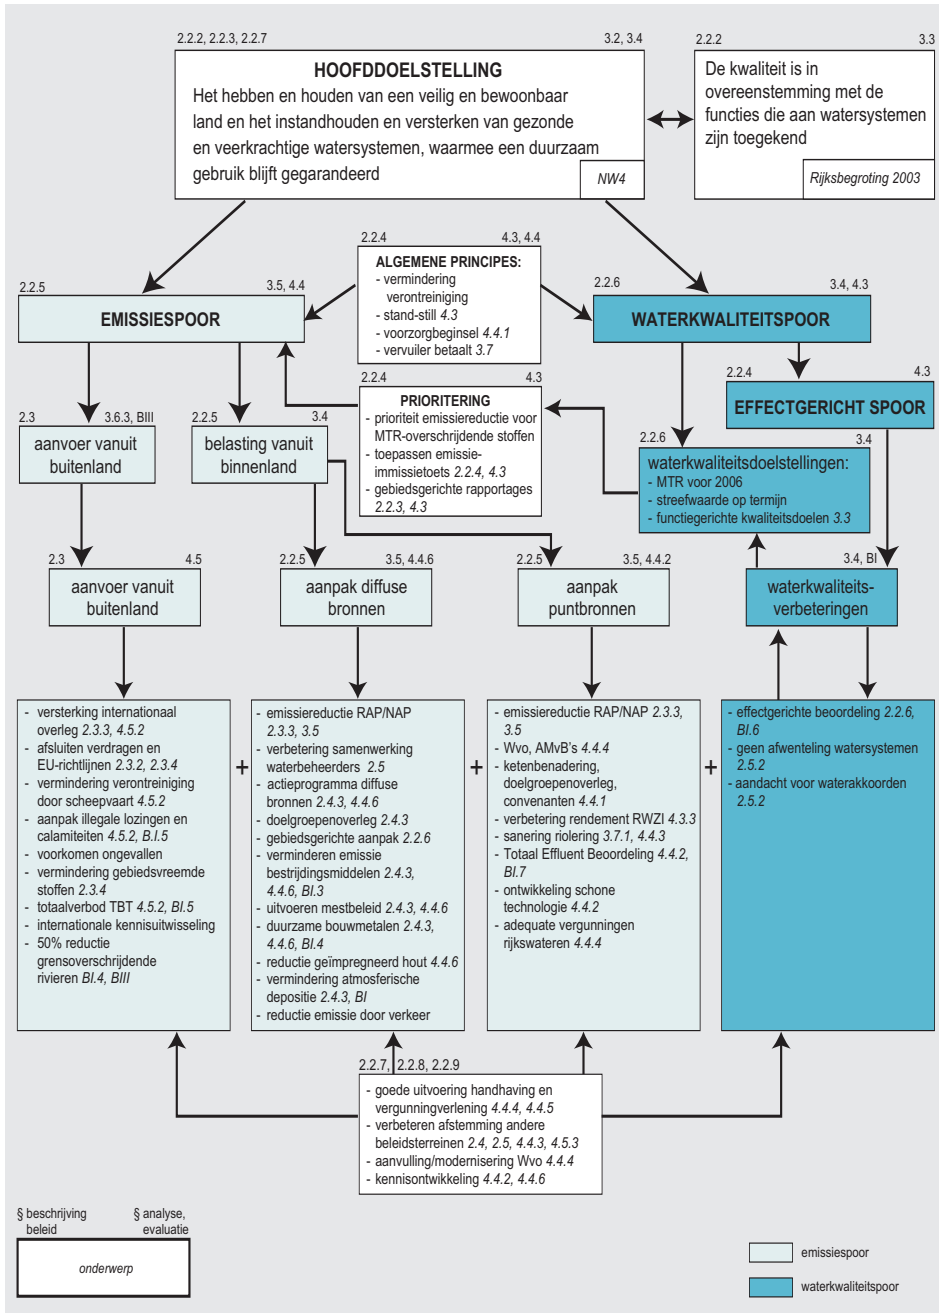 2.2.2, 2.2.3, 2.2.7
3.2, 3.4
HOOFDDOELSTELLING
Het hebben en houden van een veilig en bewoonbaar
land en het instandhouden en versterken van gezonde
en veerkrachtige watersystemen, waarmee een duurzaam
gebruik blijft gegarandeerd
NW4
2.2.2
3.3
De kwaliteit is in
overeenstemming met de
functies die aan watersystemen
zijn toegekend
Rijksbegroting 2003
2.2.4
4.3, 4.4
ALGEMENE PRINCIPES:
- vermindering
verontreiniging
- stand-still 4.3
- voorzorgbeginsel 4.4.1
- vervuiler betaalt 3.7
2.2.5
3.5, 4.4
EMISSIESPOOR
2.2.6
3.4, 4.3
WATERKWALITEITSPOOR
2.2.4
4.3
PRIORITERING
- prioriteit emissiereductie voor
MTR-overschrijdende stoffen
- toepassen emissie-
immissietoets 2.2.4, 4.3
- gebiedsgerichte rapportages
2.2.3, 4.3
2.2.4
4.3
EFFECTGERICHT SPOOR
2.3
3.6.3, BIII
aanvoer vanuit
buitenland
2.2.5
3.4
belasting vanuit
binnenland
2.2.6
3.4
waterkwaliteitsdoelstellingen:
- MTR voor 2006
- streefwaarde op termijn
- functiegerichte kwaliteitsdoelen 3.3
2.3
4.5
aanvoer vanuit
buitenland
2.2.5
3.5, 4.4.6
aanpak diffuse
bronnen
2.2.5
3.5, 4.4.2
aanpak
puntbronnen
3.4, BI
waterkwaliteits-
verbeteringen
- versterking internationaal
overleg 2.3.3, 4.5.2
- afsluiten verdragen en
EU-richtlijnen 2.3.2, 2.3.4
- vermindering verontreiniging
door scheepvaart 4.5.2
- aanpak illegale lozingen en
calamiteiten 4.5.2, B.I.5
- voorkomen ongevallen
- vermindering gebiedsvreemde
stoffen 2.3.4
- totaalverbod TBT 4.5.2, BI.5
- internationale kennisuitwisseling
- 50% reductie
grensoverschrijdende
rivieren BI.4, BIII
+
- emissiereductie RAP/NAP
2.3.3, 3.5
- verbetering samenwerking
waterbeheerders 2.5
- actieprogramma diffuse
bronnen 2.4.3, 4.4.6
- doelgroepenoverleg 2.4.3
- gebiedsgerichte aanpak 2.2.6
- verminderen emissie
bestrijdingsmiddelen 2.4.3,
4.4.6, BI.3
- uitvoeren mestbeleid 2.4.3, 4.4.6
- duurzame bouwmetalen 2.4.3,
4.4.6, BI.4
- reductie geïmpregneerd hout 4.4.6
- vermindering atmosferische
depositie 2.4.3, BI
- reductie emissie door verkeer
+
- emissiereductie RAP/NAP 2.3.3,
3.5
- Wvo, AMvB's 4.4.4
- ketenbenadering,
doelgroepenoverleg,
convenanten 4.4.1
- verbetering rendement RWZI 4.3.3
- sanering riolering 3.7.1, 4.4.3
- Totaal Effluent Beoordeling 4.4.2,
BI.7
- ontwikkeling schone
technologie 4.4.2
- adequate vergunningen
rijkswateren 4.4.4
+
- effectgerichte beoordeling 2.2.6,
BI.6
- geen afwenteling watersystemen
2.5.2
- aandacht voor waterakkoorden
2.5.2
2.2.7, 2.2.8, 2.2.9
- goede uitvoering handhaving en
vergunningverlening 4.4.4, 4.4.5
- verbeteren afstemming andere
beleidsterreinen 2.4, 2.5, 4.4.3, 4.5.3
- aanvulling/modernisering Wvo 4.4.4
- kennisontwikkeling 4.4.2, 4.4.6
§ beschrijving
beleid
§ analyse,
evaluatie
onderwerp
emissiespoor
waterkwaliteitspoor